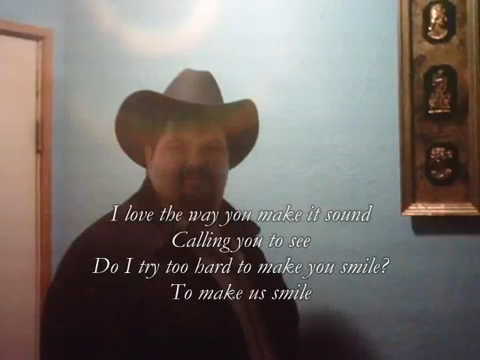 I love the way you make it sound
Calling you to see
Do I try too hard to make you smile?
To make us smile